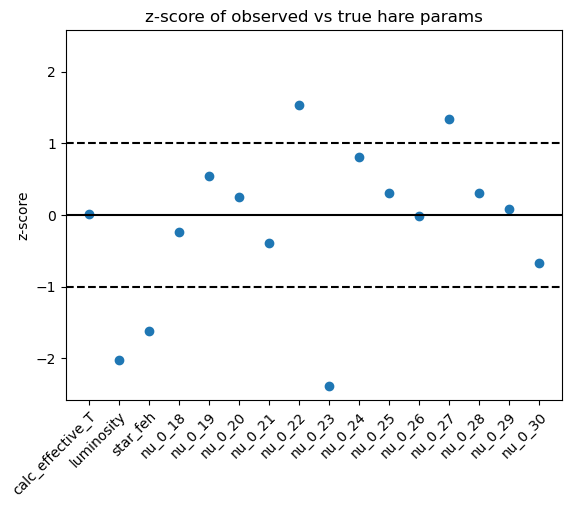 z-score of observed vs true hare params
z-score
2
1
0
−1
−2
calc_effective_T
luminosity
star_feh
nu_0_18
nu_0_19
nu_0_20
nu_0_21
nu_0_22
nu_0_23
nu_0_24
nu_0_25
nu_0_26
nu_0_27
nu_0_28
nu_0_29
nu_0_30